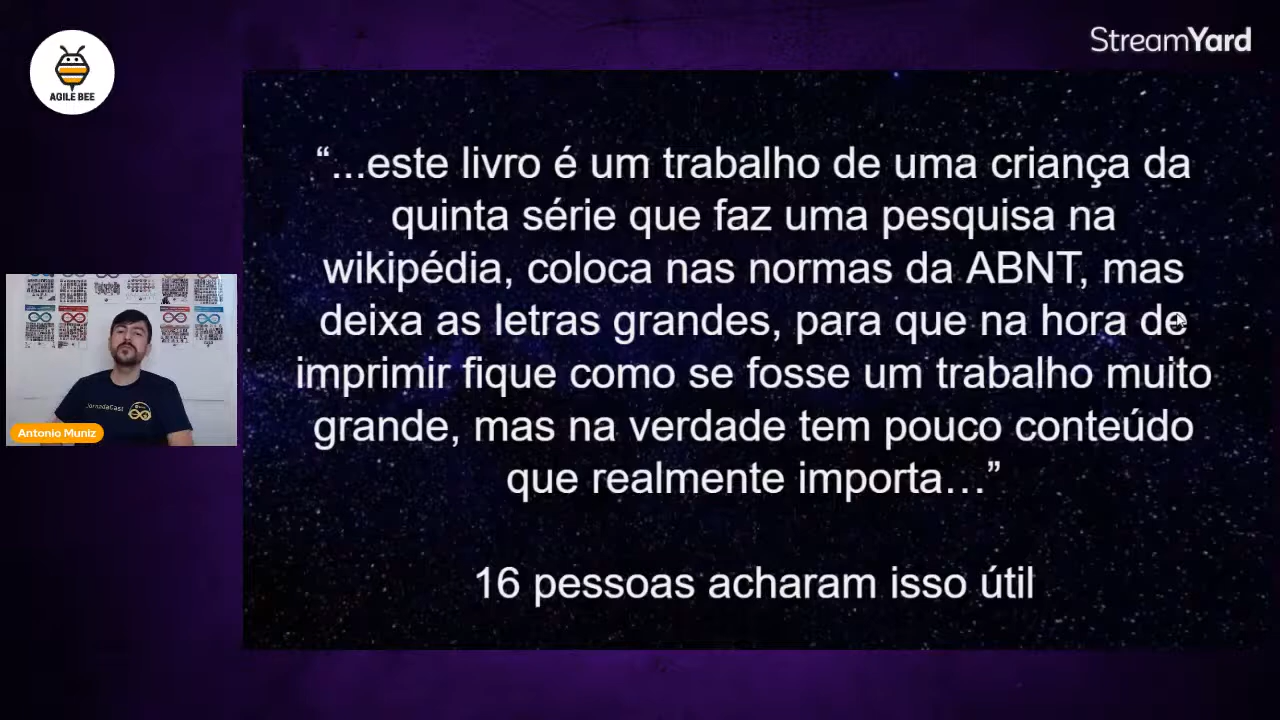 AGILE BEE
StreamYard
“...este livro é um trabalho de uma criança da
quinta série que faz uma pesquisa na
wikipédia, coloca nas normas da ABNT, mas
deixa as letras grandes, para que na hora de
imprimir fique como se fosse um trabalho muito
grande, mas na verdade tem pouco conteúdo
que realmente importa…”
16 pessoas acharam isso útil
JornadaCast
Antonio Muniz